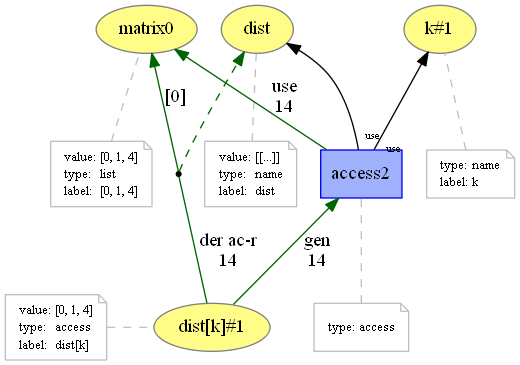 matrix0
dist
k#1
[0]
use
14
use
use
value: [0, 1, 4]
type: list
label: [0, 1, 4]
value: [[...]]
type: name
label: dist
access2
type: name
label: k
der ac-r
14
gen
14
value: [0, 1, 4]
type: access
label: dist[k]
dist[k]#1
type: access